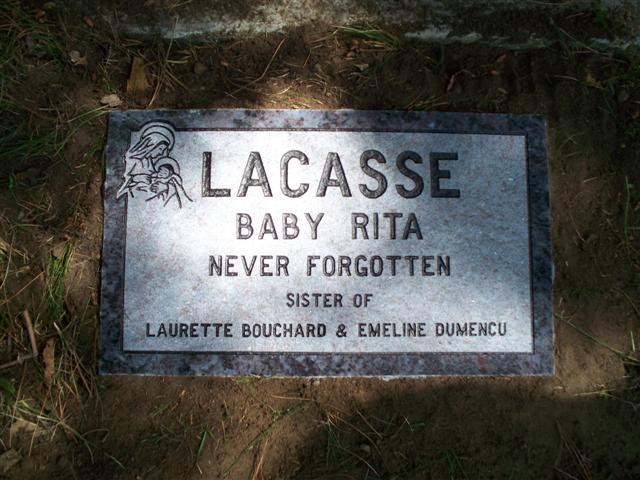 LACASSE
BABY RITA
NEVER FORGOTTEN
SISTER OF
LAURETTE BOUCHARD & EMELINE DUMENCU